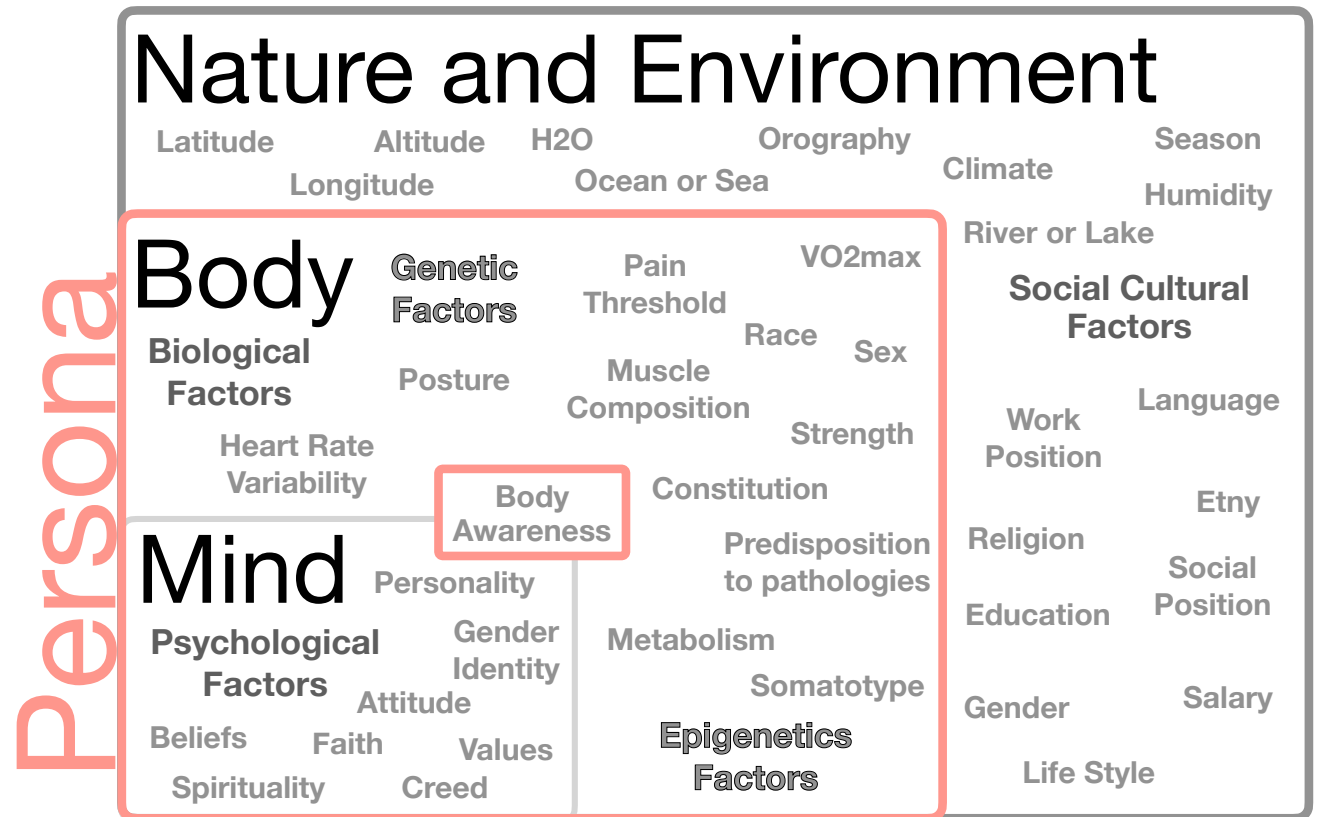 Nature and Environment
Latitude
Altitude
H2O
Orography
Season
Longitude
Ocean or Sea
Climate
Humidity
River or Lake
Persona
Body
Genetic
Factors
Pain
Threshold
VO2max
Race
Sex
Biological
Factors
Posture
Muscle
Composition
Strength
Heart Rate
Variability
Body
Awareness
Constitution
Predisposition
to pathologies
Mind
Personality
Psychological
Factors
Gender
Identity
Attitude
Beliefs
Faith
Values
Spirituality
Creed
Metabolism
Somatotype
Epigenetics
Factors
Social Cultural
Factors
Language
Work
Position
Etny
Religion
Social
Position
Education
Gender
Salary
Life Style